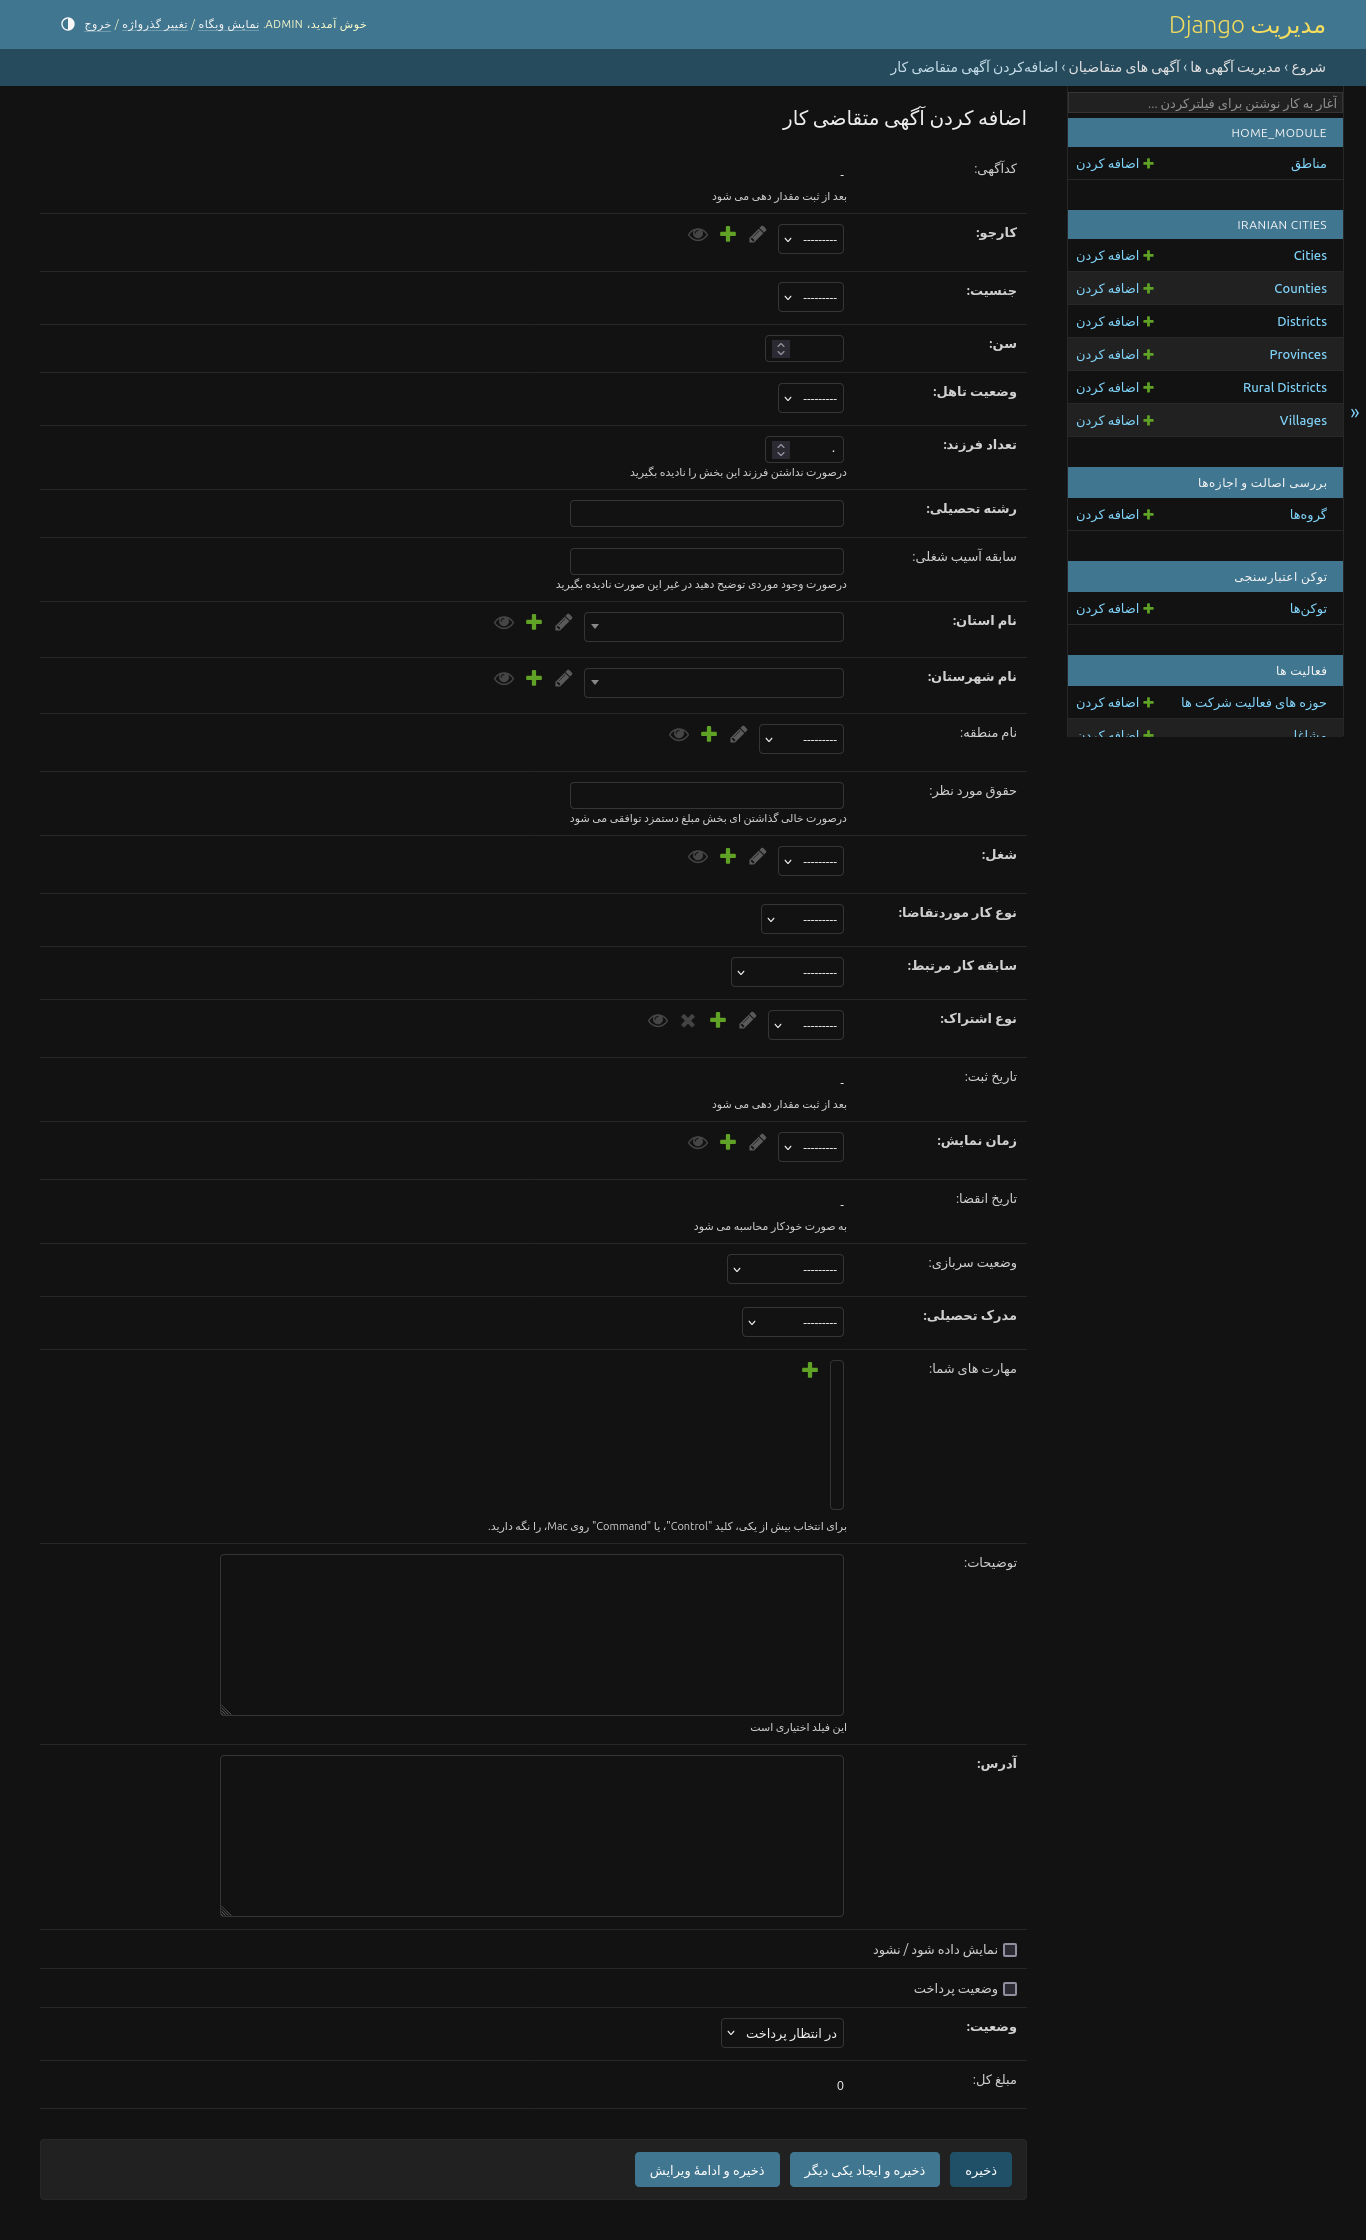 مدیریت Django
خوش آمدید، ADMIN. نمایش وبگاه / تغییر گذرواژه / خروج
شروع › مدیریت آگهی ها › آگهی های متقاضیان › اضافه‌کردن آگهی متقاضی کار
آغاز به کار نوشتن برای فیلترکردن ...
HOME_MODULE
مناطق اضافه کردن
IRANIAN CITIES
Cities اضافه کردن
Counties اضافه کردن
Districts اضافه کردن
Provinces اضافه کردن
Rural Districts اضافه کردن
Villages اضافه کردن
بررسی اصالت و اجازه‌ها
گروه‌ها اضافه کردن
توکن اعتبارسنجی
توکن‌ها اضافه کردن
فعالیت ها
حوزه های فعالیت شرکت ها اضافه کردن
مشاغل اضافه کردن
»
اضافه کردن آگهی متقاضی کار
کدآگهی: -
بعد از ثبت مقدار دهی می شود
کارجو: ---------
جنسیت: ---------
سن:
وضعیت تاهل: ---------
تعداد فرزند: ۰
درصورت نداشتن فرزند این بخش را نادیده بگیرید
رشته تحصیلی:
سابقه آسیب شغلی:
درصورت وجود موردی توضیح دهید در غیر این صورت نادیده بگیرید
نام استان:
نام شهرستان:
نام منطقه: ---------
حقوق مورد نظر:
درصورت خالی گذاشتن ای بخش مبلغ دستمزد توافقی می شود
شغل: ---------
نوع کار موردتقاضا: ---------
سابقه کار مرتبط: ---------
نوع اشتراک: ---------
تاریخ ثبت: -
بعد از ثبت مقدار دهی می شود
زمان نمایش: ---------
تاریخ انقضا: -
به صورت خودکار محاسبه می شود
وضعیت سربازی: ---------
مدرک تحصیلی: ---------
مهارت های شما:
برای انتخاب بیش از یکی، کلید "Control"، یا "Command" روی Mac، را نگه دارید.
توضیحات:
این فیلد اختیاری است
آدرس:
نمایش داده شود / نشود
وضعیت پرداخت
وضعیت: در انتظار پرداخت
مبلغ کل: 0
ذخیره ذخیره و ایجاد یکی دیگر ذخیره و ادامهٔ ویرایش